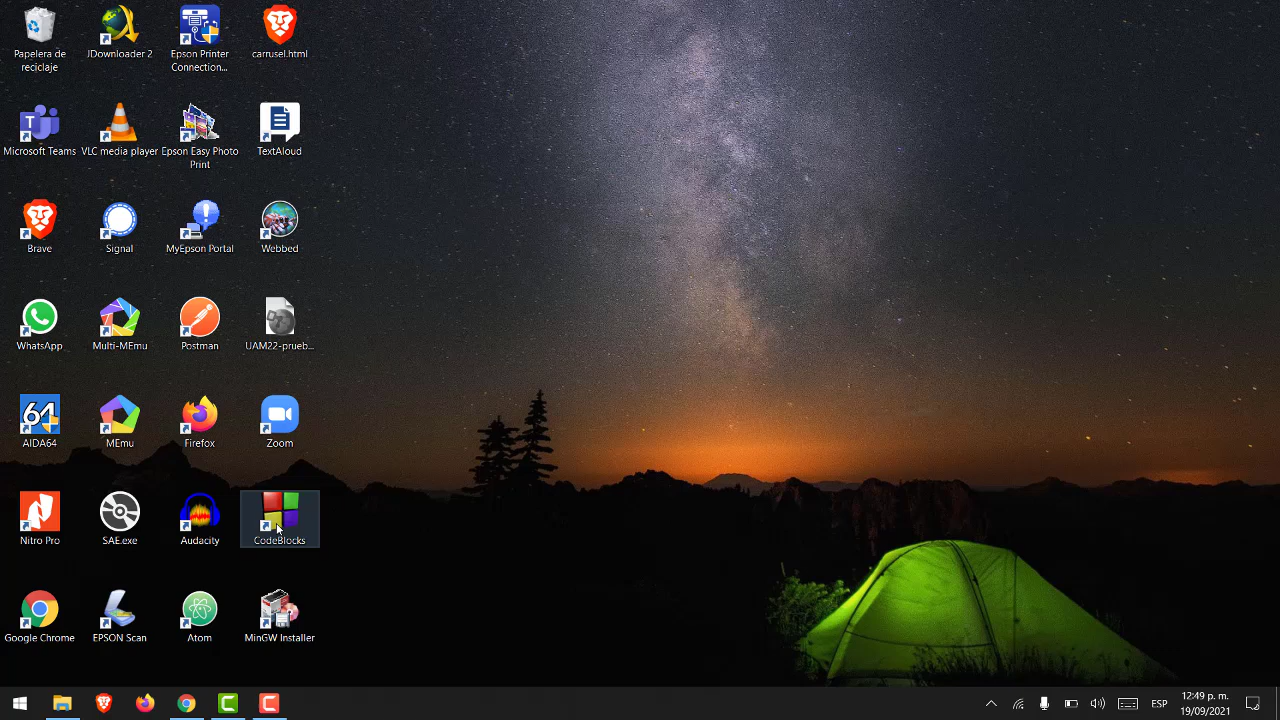 Papelera de
reciclaje
JDownloader 2
Epson Printer
Connection...
carrusel.html
Microsoft Teams
VLC media player
Epson Easy Photo
Print
TextAloud
Brave
Signal
MyEpson Portal
Webbed
WhatsApp
Multi-MEmu
Postman
UAM22-prueb...
64
AIDA64
MEmu
Firefox
Zoom
Nitro Pro
SAE.exe
Audacity
CodeBlocks
Google Chrome
EPSON Scan
Atom
MinGW Installer
ESP
12:49 p. m.
19/09/2021